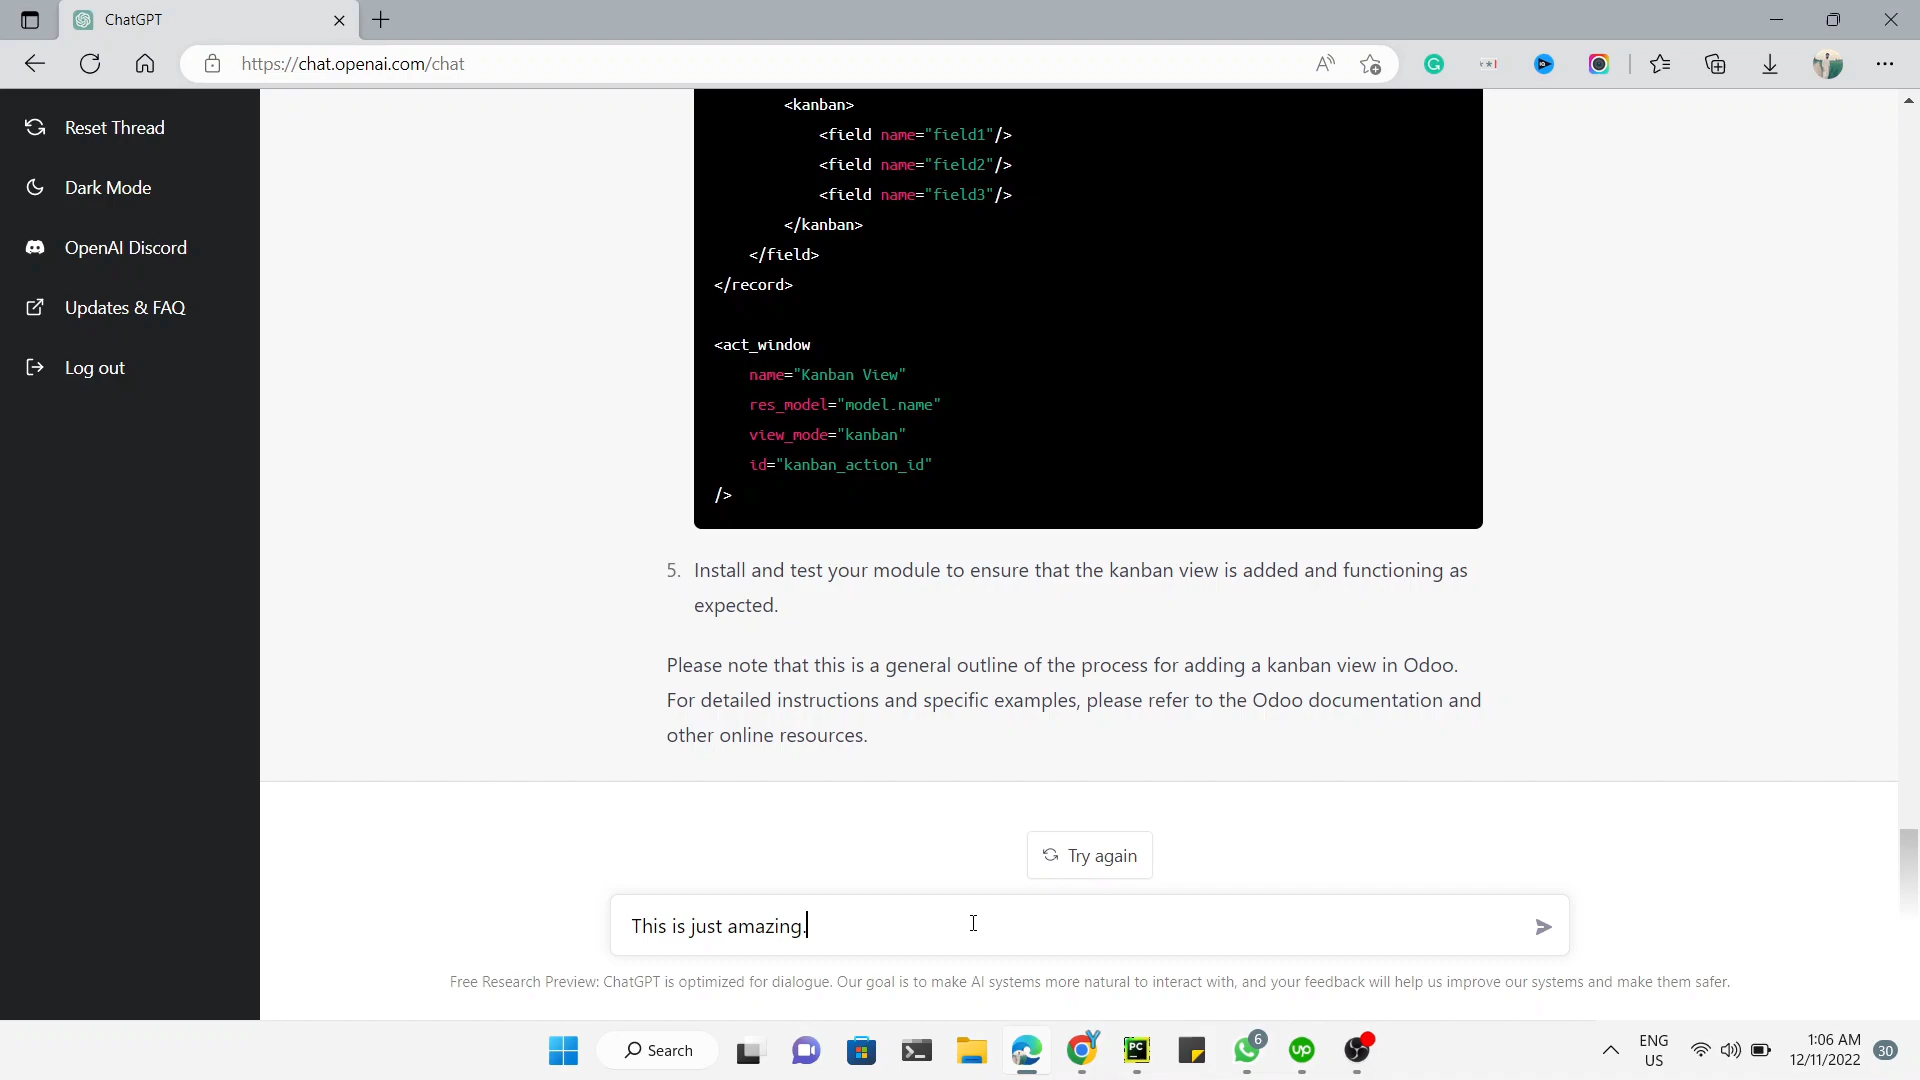 ChatGPT
https://chat.openai.com/chat
Reset Thread
Dark Mode
OpenAI Discord
Updates & FAQ
Log out
<kanban>
<field name="field1"/>
<field name="field2"/>
<field name="field3"/>
</kanban>
</field>
</record>
<act_window
name="Kanban View"
res_model="model.name"
view_mode="kanban"
id="kanban_action_id"
/>
5. Install and test your module to ensure that the kanban view is added and functioning as
expected.
Please note that this is a general outline of the process for adding a kanban view in Odoo.
For detailed instructions and specific examples, please refer to the Odoo documentation and
other online resources.
Try again
This is just amazing.
Free Research Preview: ChatGPT is optimized for dialogue. Our goal is to make AI systems more natural to interact with, and your feedback will help us improve our systems and make them safer.
Search
PC
6
up
ENG
US
1:06 AM
12/11/2022
30